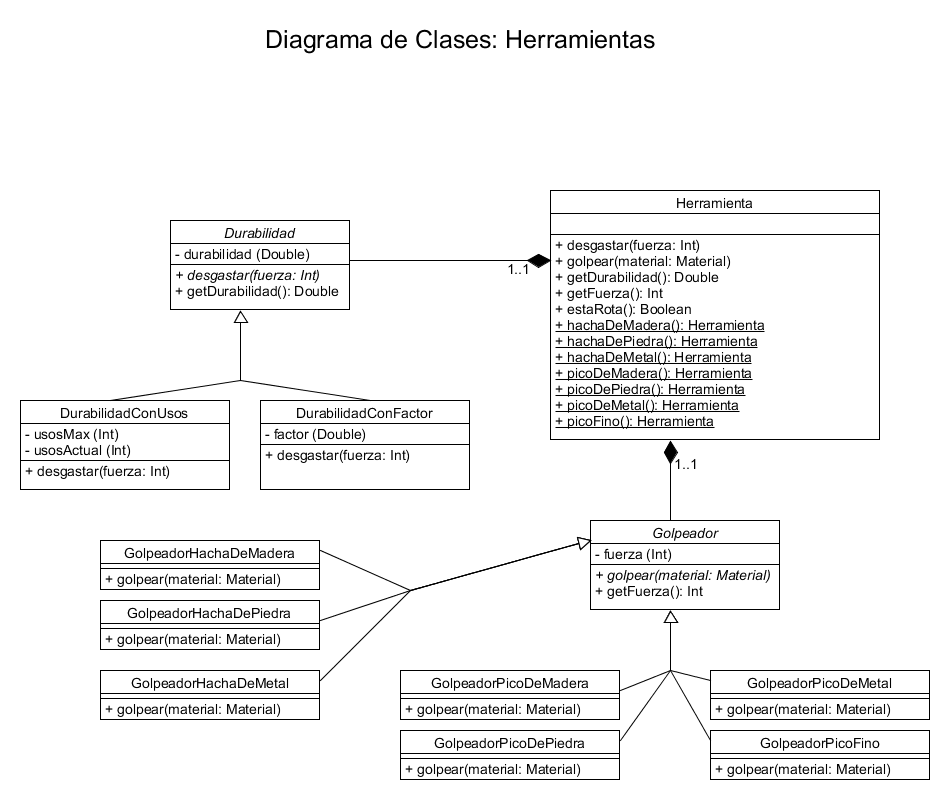 Diagrama de Clases: Herramientas
Herramienta
+ desgastar(fuerza: Int)
+ golpear(material: Material)
+ getDurabilidad(): Double
+ getFuerza(): Int
+ estaRota(): Boolean
+ hachaDeMadera(): Herramienta
+ hachaDePiedra(): Herramienta
+ hachaDeMetal(): Herramienta
+ picoDeMadera(): Herramienta
+ picoDePiedra(): Herramienta
+ picoDeMetal(): Herramienta
+ picoFino(): Herramienta
Durabilidad
- durabilidad (Double)
+ desgastar(fuerza: Int)
+ getDurabilidad(): Double
1..1
DurabilidadConUsos
- usosMax (Int)
- usosActual (Int)
+ desgastar(fuerza: Int)
DurabilidadConFactor
- factor (Double)
+ desgastar(fuerza: Int)
1..1
Golpeador
- fuerza (Int)
+ golpear(material: Material)
+ getFuerza(): Int
GolpeadorHachaDeMadera
+ golpear(material: Material)
GolpeadorHachaDePiedra
+ golpear(material: Material)
GolpeadorHachaDeMetal
+ golpear(material: Material)
GolpeadorPicoDeMadera
+ golpear(material: Material)
GolpeadorPicoDeMetal
+ golpear(material: Material)
GolpeadorPicoDePiedra
+ golpear(material: Material)
GolpeadorPicoFino
+ golpear(material: Material)